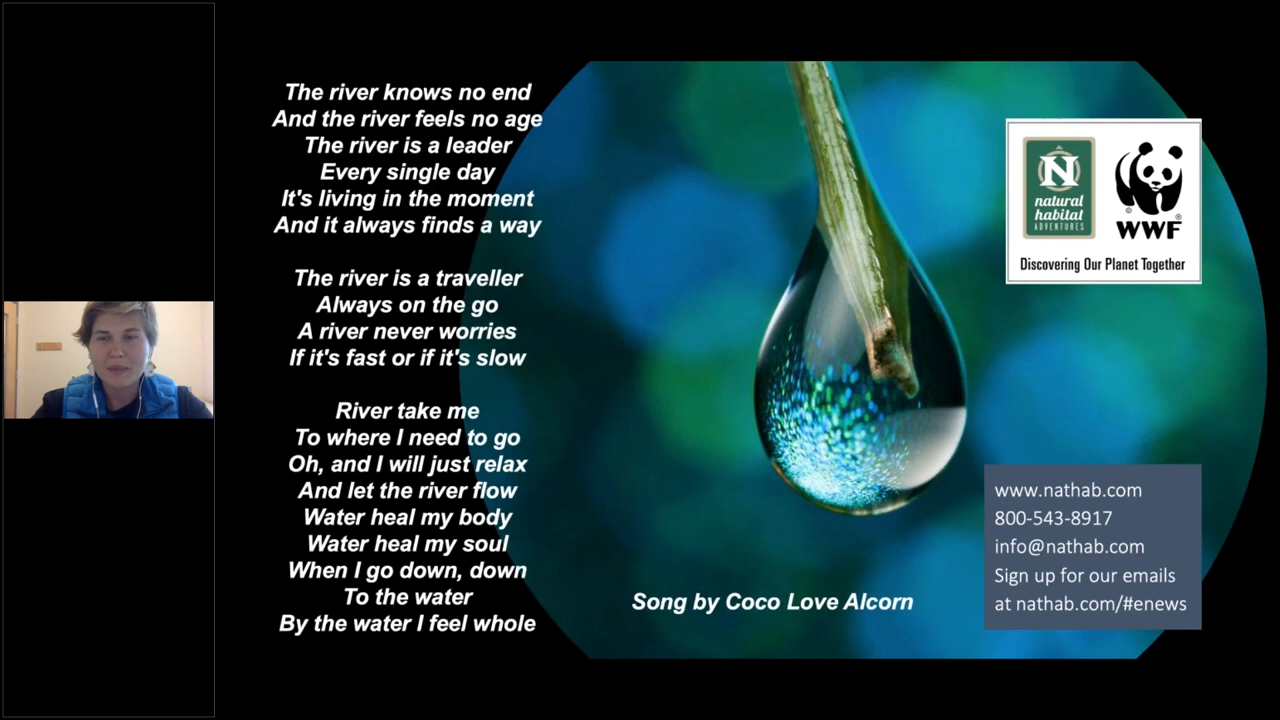 The river knows no end
And the river feels no age
The river is a leader
Every single day
It's living in the moment
And it always finds a way
The river is a traveller
Always on the go
A river never worries
If it's fast or if it's slow
River take me
To where I need to go
Oh, and I will just relax
And let the river flow
Water heal my body
Water heal my soul
When I go down, down
To the water
By the water I feel whole
Song by Coco Love Alcorn
N
natural
habitat
ADVENTURES
©
®
WWF
Discovering Our Planet Together
www.nathab.com
800-543-8917
info@nathab.com
Sign up for our emails
at nathab.com/#enews